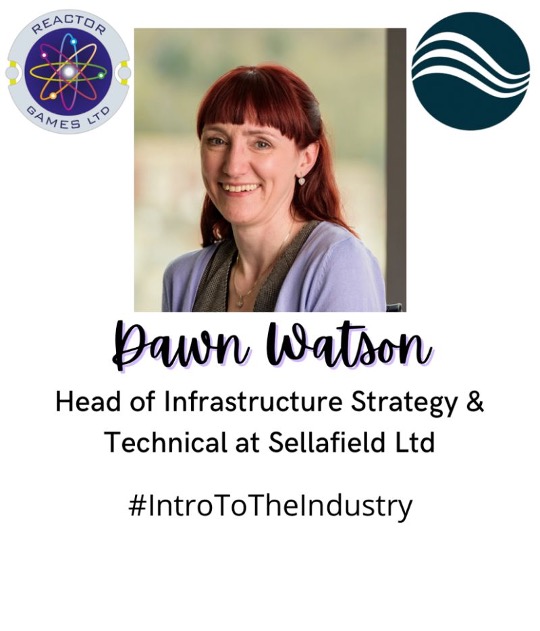 REACTOR
GAMES LTD
Dawn Watson
Head of Infrastructure Strategy &
Technical at Sellafield Ltd
#IntroToTheIndustry